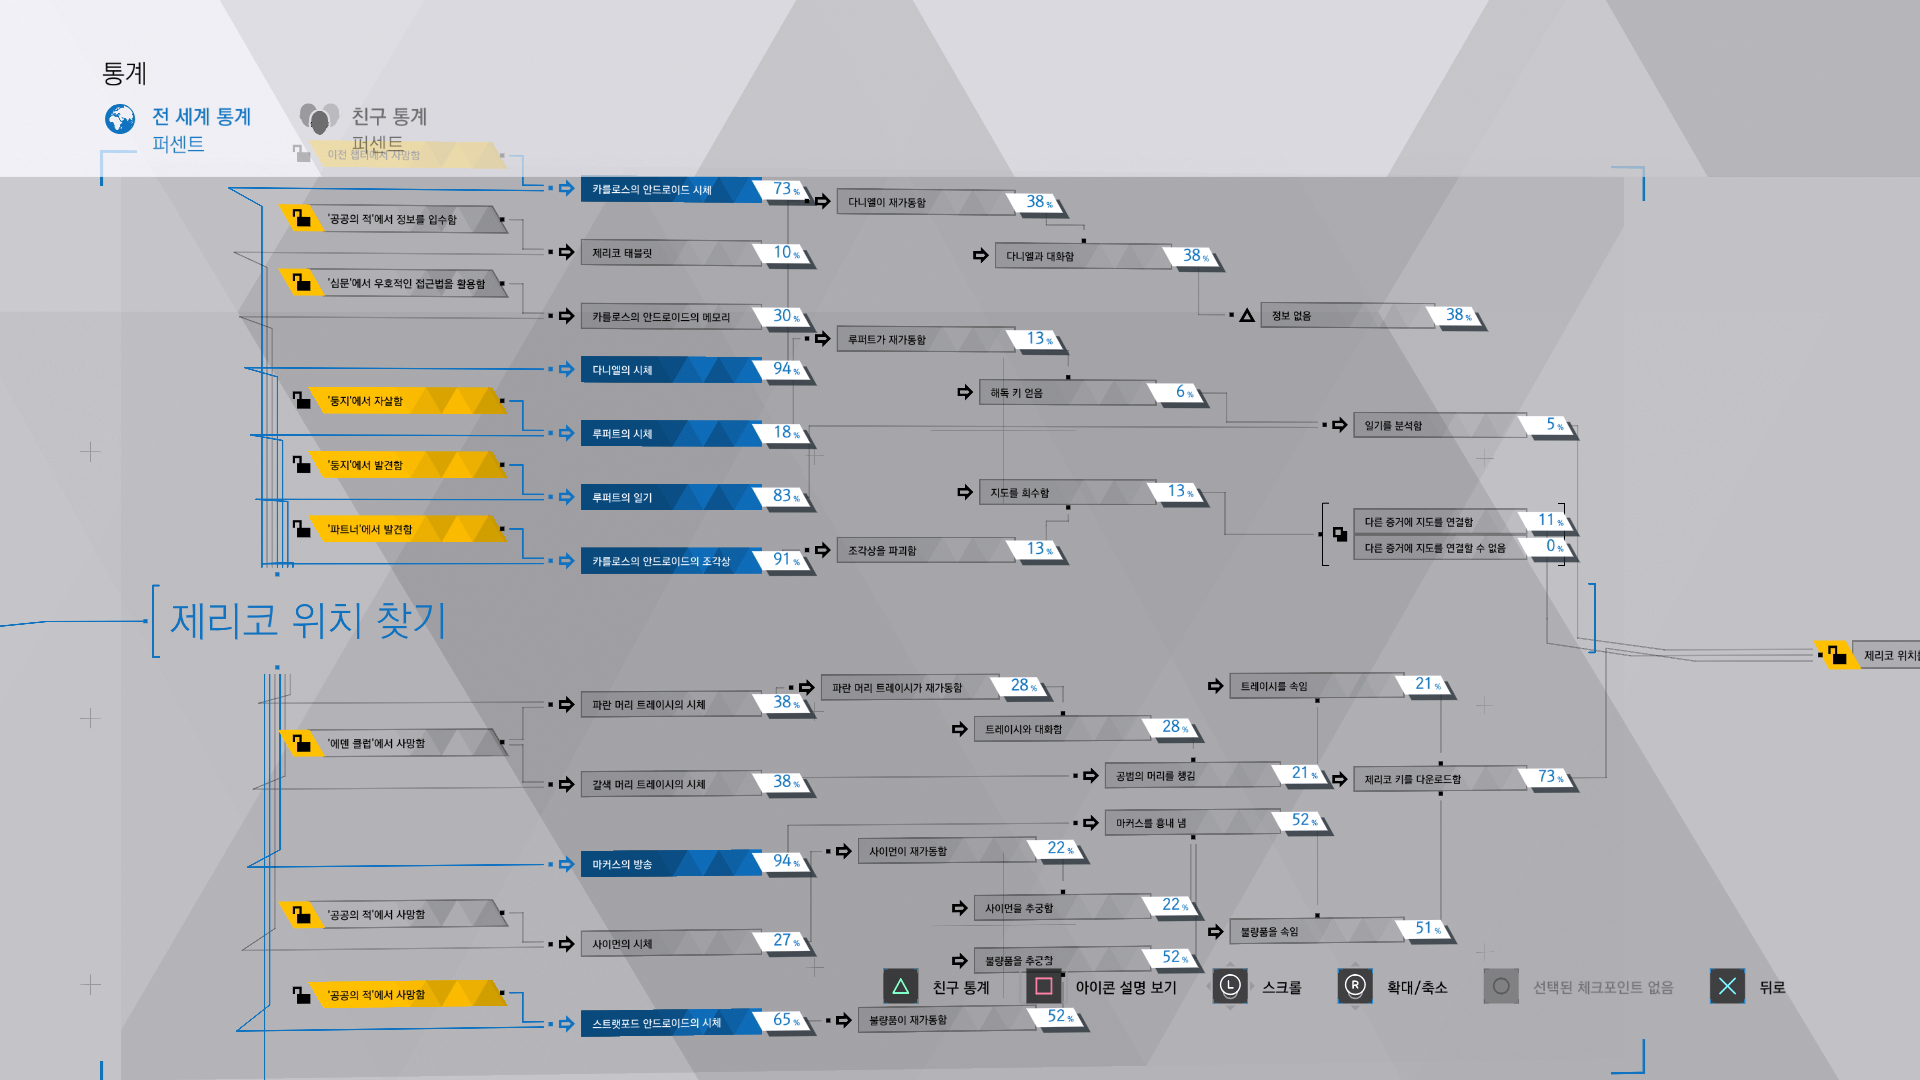 통계
전 세계 통계
퍼센트
친구 통계
퍼센트
이전 챕터에서 사망함
카를로스의 안드로이드 시체 73%
다니엘이 재가동함 38%
'공공의 적'에서 정보를 입수함
제리코 태블릿 10%
다니엘과 대화함 38%
'심문'에서 우호적인 접근법을 활용함
카를로스의 안드로이드의 메모리 30%
정보 없음 38%
루퍼트가 재가동함 13%
다니엘의 시체 94%
해독 키 얻음 6%
'둥지'에서 자살함
루퍼트의 시체 18%
일기를 분석함 5%
'둥지'에서 발견함
루퍼트의 일기 83%
지도를 회수함 13%
'파트너'에서 발견함
카를로스의 안드로이드의 조각상 91%
조각상을 파괴함 13%
다른 증거에 지도를 연결함 11%
다른 증거에 지도를 연결할 수 없음 0%
제리코 위치 찾기
제리코 위치를
파란 머리 트레이시의 시체 38%
파란 머리 트레이시가 재가동함 28%
트레이시를 속임 21%
트레이시와 대화함 28%
'에덴 클럽'에서 사망함
갈색 머리 트레이시의 시체 38%
공범의 머리를 챙김 21%
제리코 키를 다운로드함 73%
마커스를 흉내 냄 52%
마커스의 방송 94%
사이먼이 재가동함 22%
'공공의 적'에서 사망함
사이먼을 추궁함 22%
사이먼의 시체 27%
불량품을 속임 51%
불량품을 추궁함 52%
'공공의 적'에서 사망함
스트랫포드 안드로이드의 시체 65%
불량품이 재가동함 52%
친구 통계
아이콘 설명 보기
L 스크롤
R 확대/축소
선택된 체크포인트 없음
뒤로